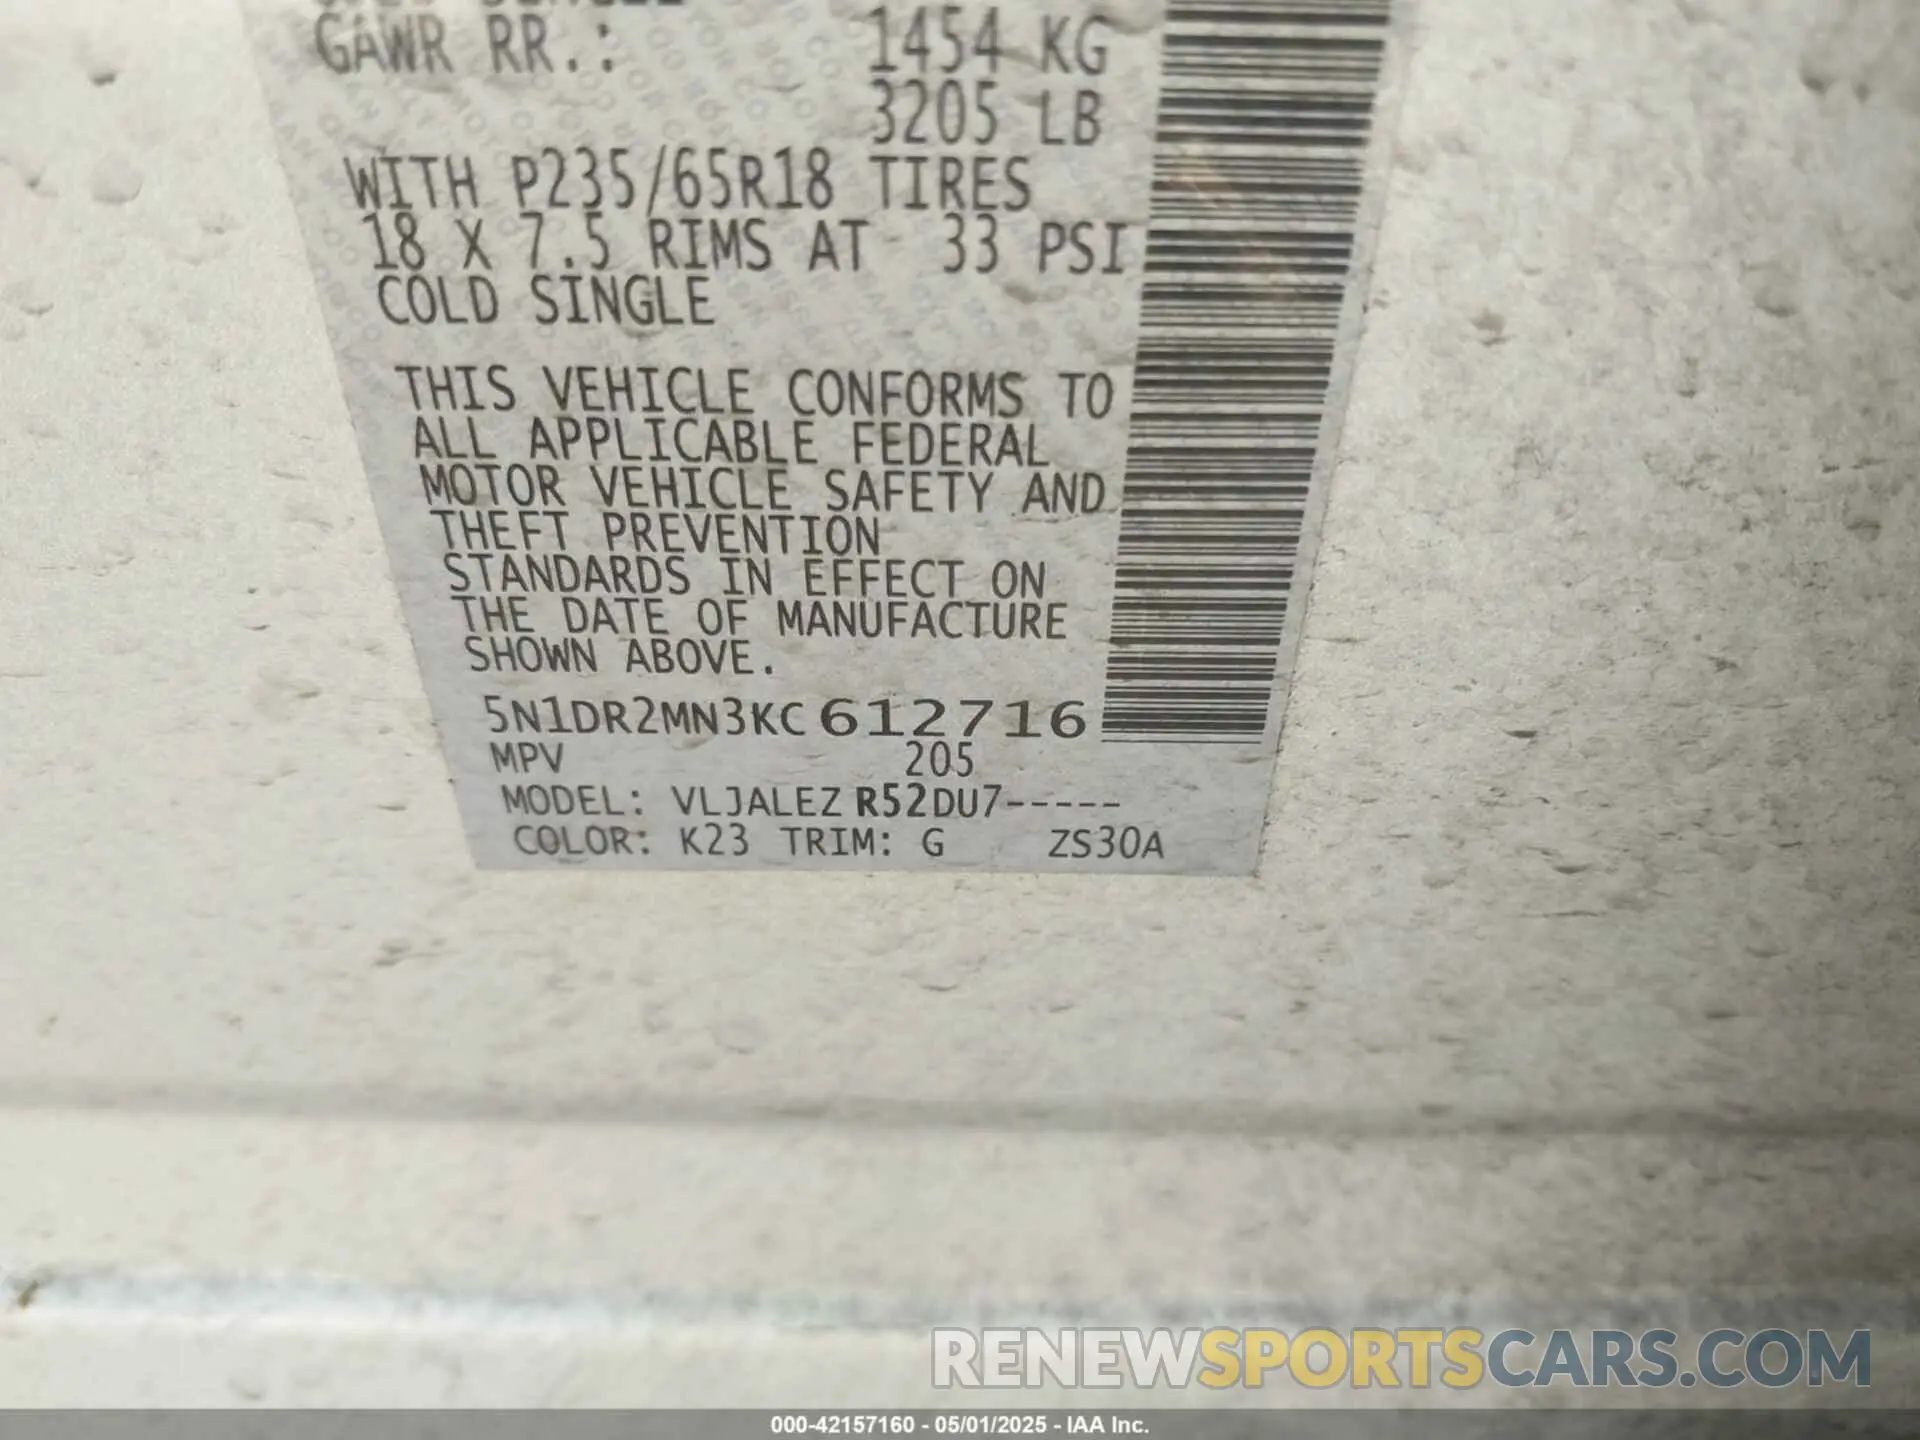 GAWR RR.: 1454 KG
3205 LB
WITH P235/65R18 TIRES
18 X 7.5 RIMS AT 33 PSI
COLD SINGLE
THIS VEHICLE CONFORMS TO
ALL APPLICABLE FEDERAL
MOTOR VEHICLE SAFETY AND
THEFT PREVENTION
STANDARDS IN EFFECT ON
THE DATE OF MANUFACTURE
SHOWN ABOVE.
5N1DR2MN3KC612716
MPV 205
MODEL: VLJALEZ R52DU7-----
COLOR: K23 TRIM: G ZS30A
RENEWSPORTSCARS.COM
000-42157160 - 05/01/2025 - IAA Inc.